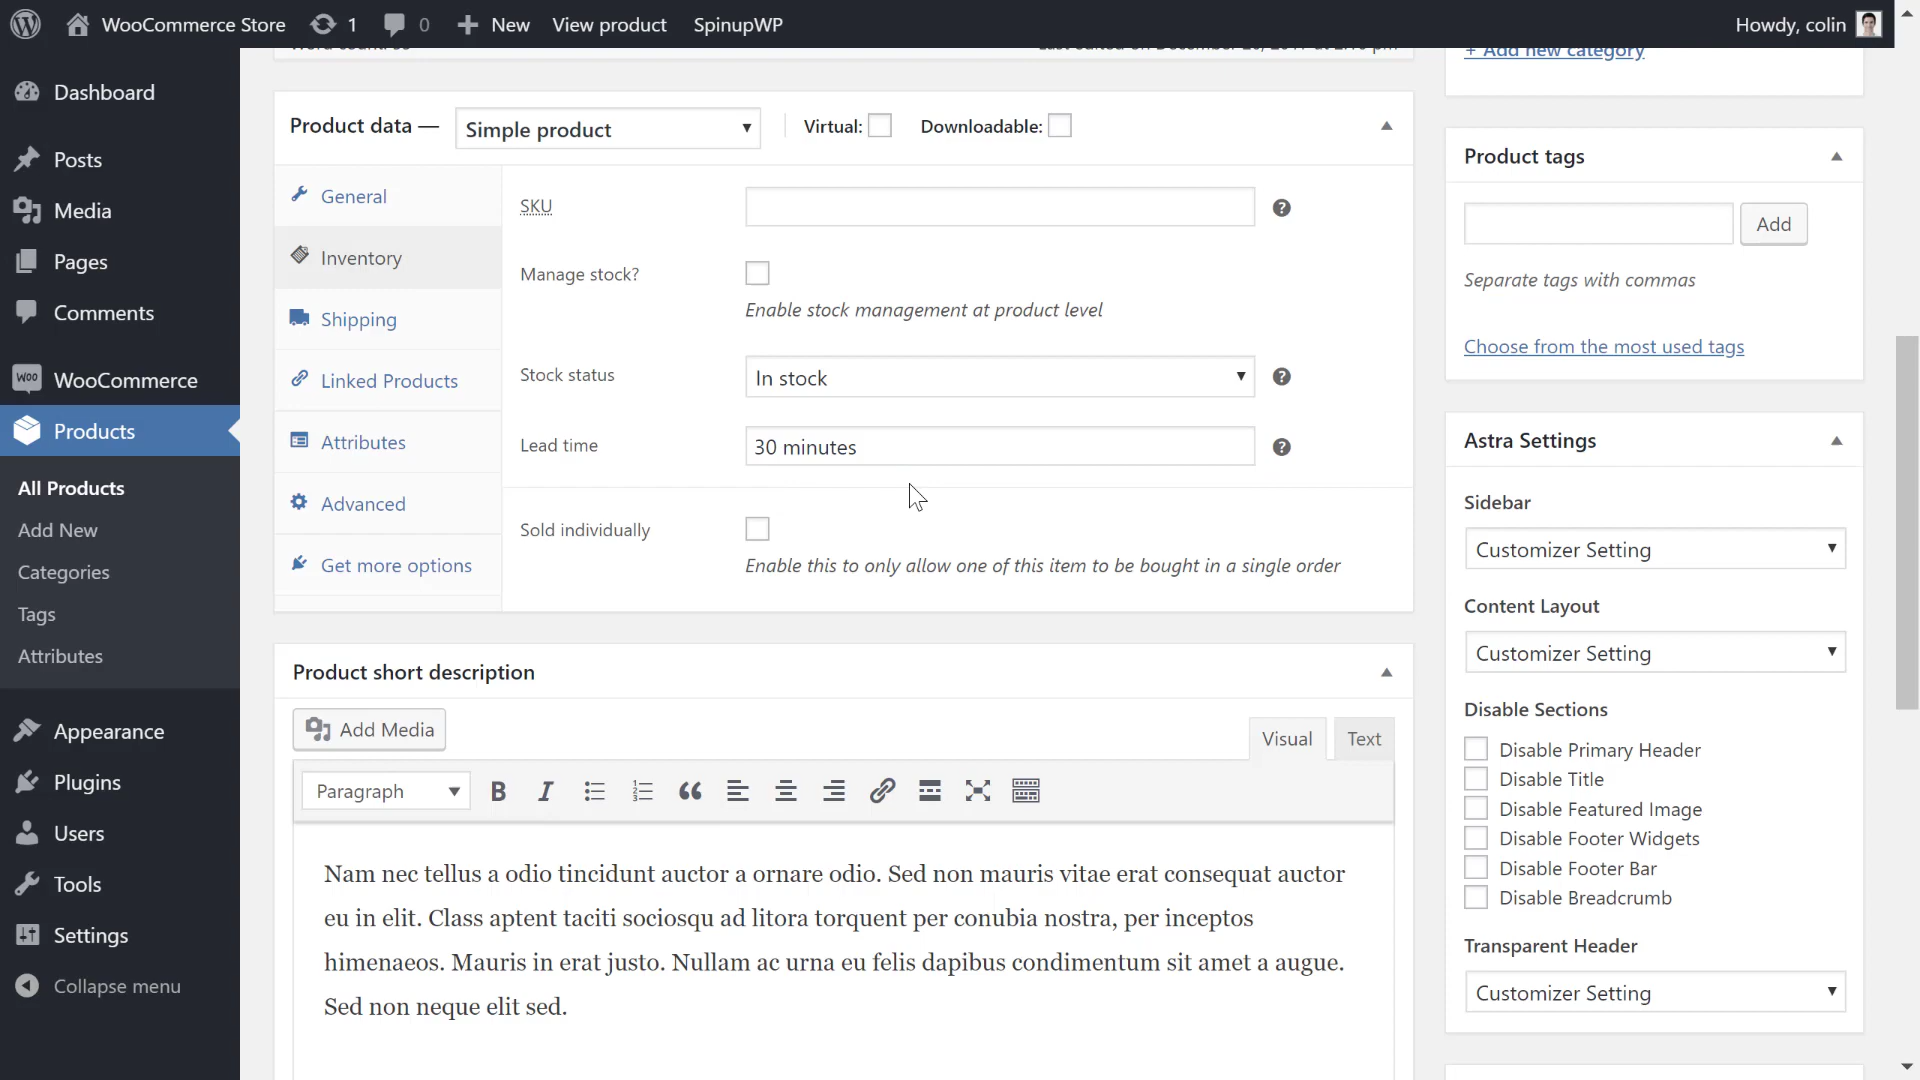 WooCommerce Store
1
0
New
View product
SpinupWP
Howdy, colin
Dashboard
Posts
Media
Pages
Comments
WooCommerce
Products
All Products
Add New
Categories
Tags
Attributes
Appearance
Plugins
Users
Tools
Settings
Collapse menu
Product data —
Simple product
Virtual:
Downloadable:
General
Inventory
Shipping
Linked Products
Attributes
Advanced
Get more options
SKU
Manage stock?
Enable stock management at product level
Stock status
In stock
Lead time
30 minutes
Sold individually
Enable this to only allow one of this item to be bought in a single order
Product short description
Add Media
Visual
Text
Paragraph
Nam nec tellus a odio tincidunt auctor a ornare odio. Sed non mauris vitae erat consequat auctor
eu in elit. Class aptent taciti sociosqu ad litora torquent per conubia nostra, per inceptos
himenaeos. Mauris in erat justo. Nullam ac urna eu felis dapibus condimentum sit amet a augue.
Sed non neque elit sed.
+ Add new category
Product tags
Add
Separate tags with commas
Choose from the most used tags
Astra Settings
Sidebar
Customizer Setting
Content Layout
Customizer Setting
Disable Sections
Disable Primary Header
Disable Title
Disable Featured Image
Disable Footer Widgets
Disable Footer Bar
Disable Breadcrumb
Transparent Header
Customizer Setting